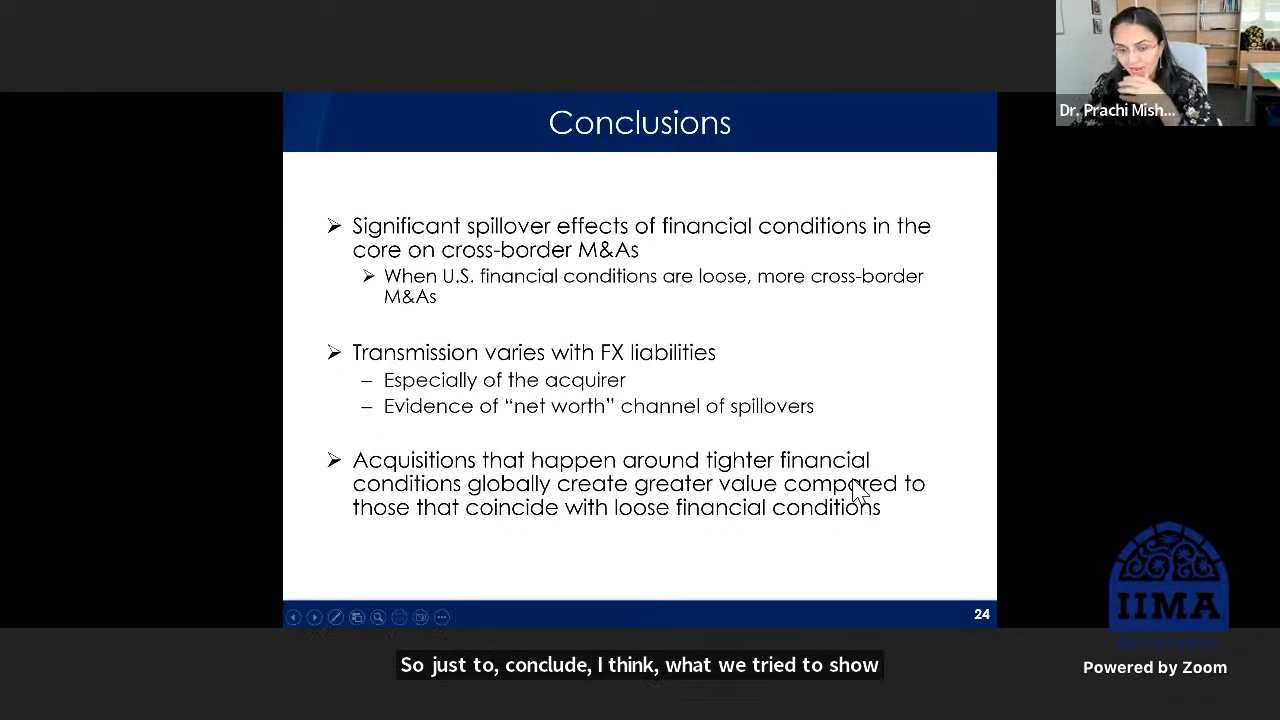 Dr. Prachi Mish...
Conclusions
Significant spillover effects of financial conditions in the
core on cross-border M&As
When U.S. financial conditions are loose, more cross-border
M&As
Transmission varies with FX liabilities
– Especially of the acquirer
– Evidence of “net worth” channel of spillovers
Acquisitions that happen around tighter financial
conditions globally create greater value compared to
those that coincide with loose financial conditions
24
IIMA
Powered by Zoom
So just to, conclude, I think, what we tried to show